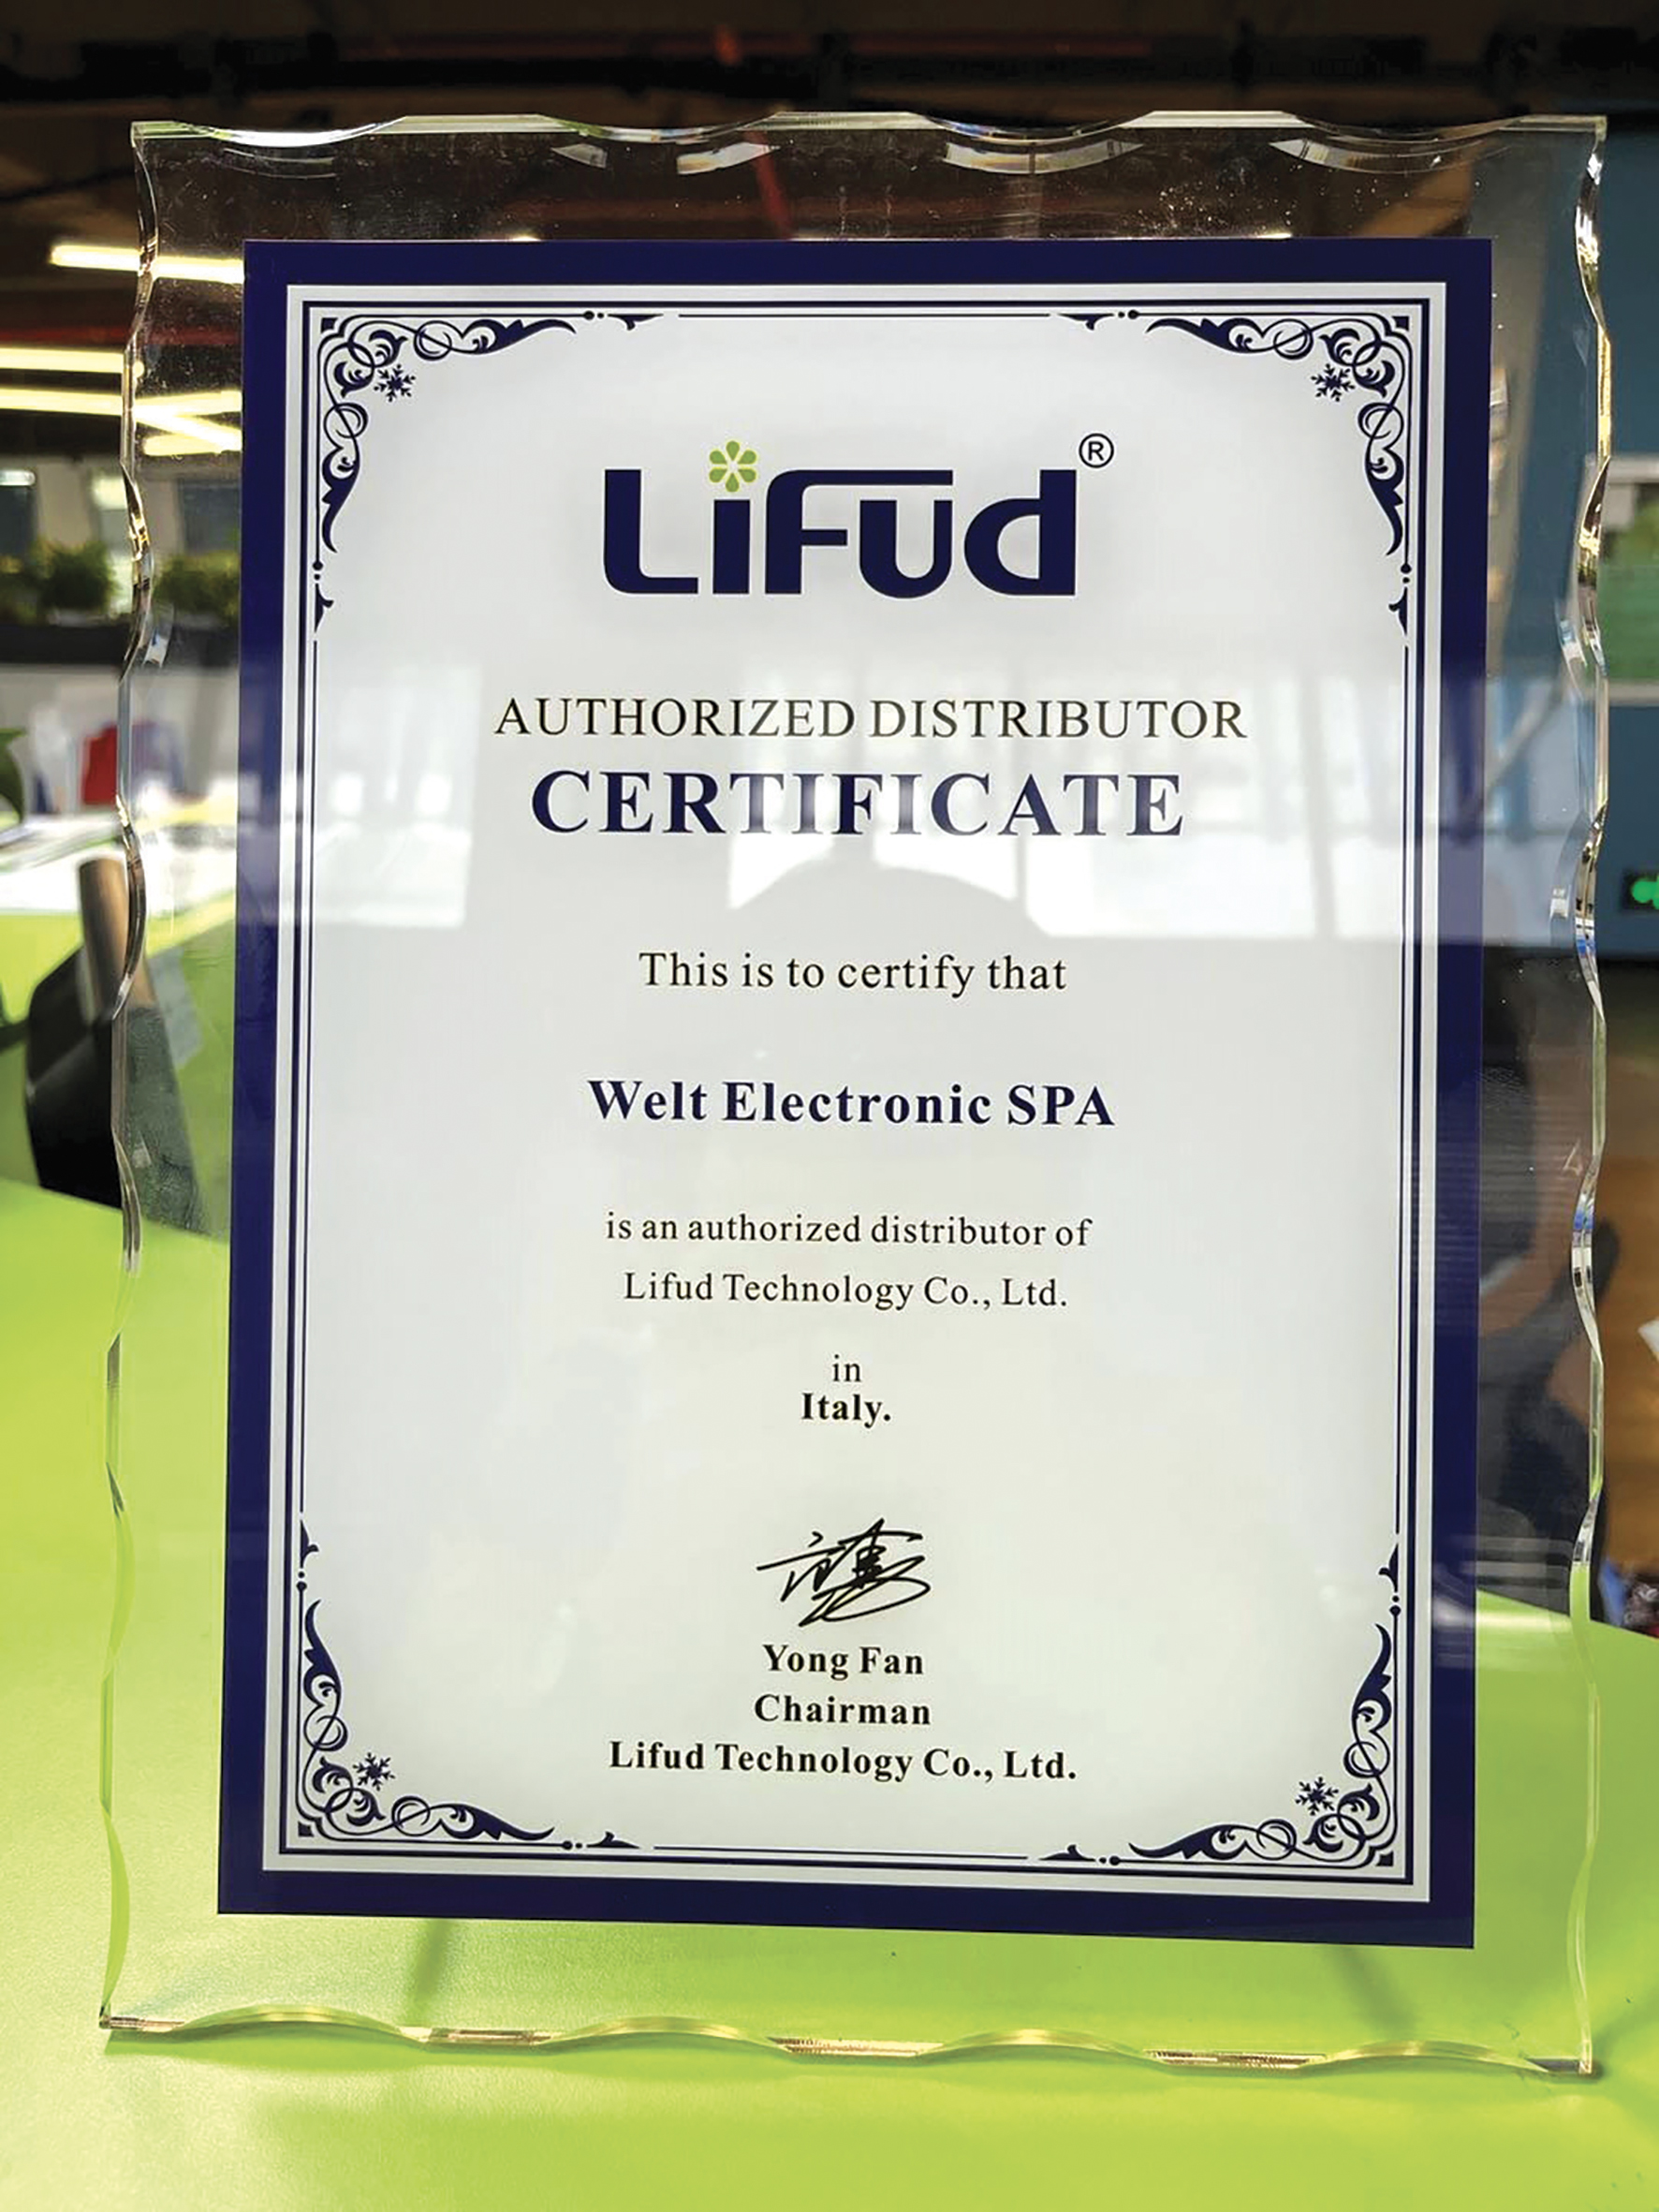 Lifud®
AUTHORIZED DISTRIBUTOR
CERTIFICATE
This is to certify that
Welt Electronic SPA
is an authorized distributor of
Lifud Technology Co., Ltd.
in
Italy.
Yong Fan
Chairman
Lifud Technology Co., Ltd.